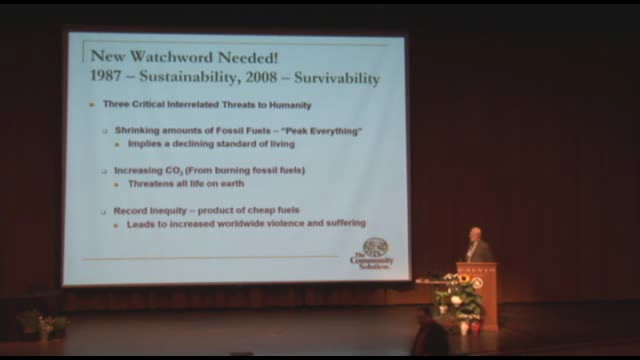 New Watchword Needed!
1987 – Sustainability, 2008 – Survivability
Three Critical Interrelated Threats to Humanity
Shrinking amounts of Fossil Fuels – “Peak Everything”
Implies a declining standard of living
Increasing CO2 (From burning fossil fuels)
Threatens all life on earth
Record Inequity – product of cheap fuels
Leads to increased worldwide violence and suffering
The
Community
Solution
CALVIN